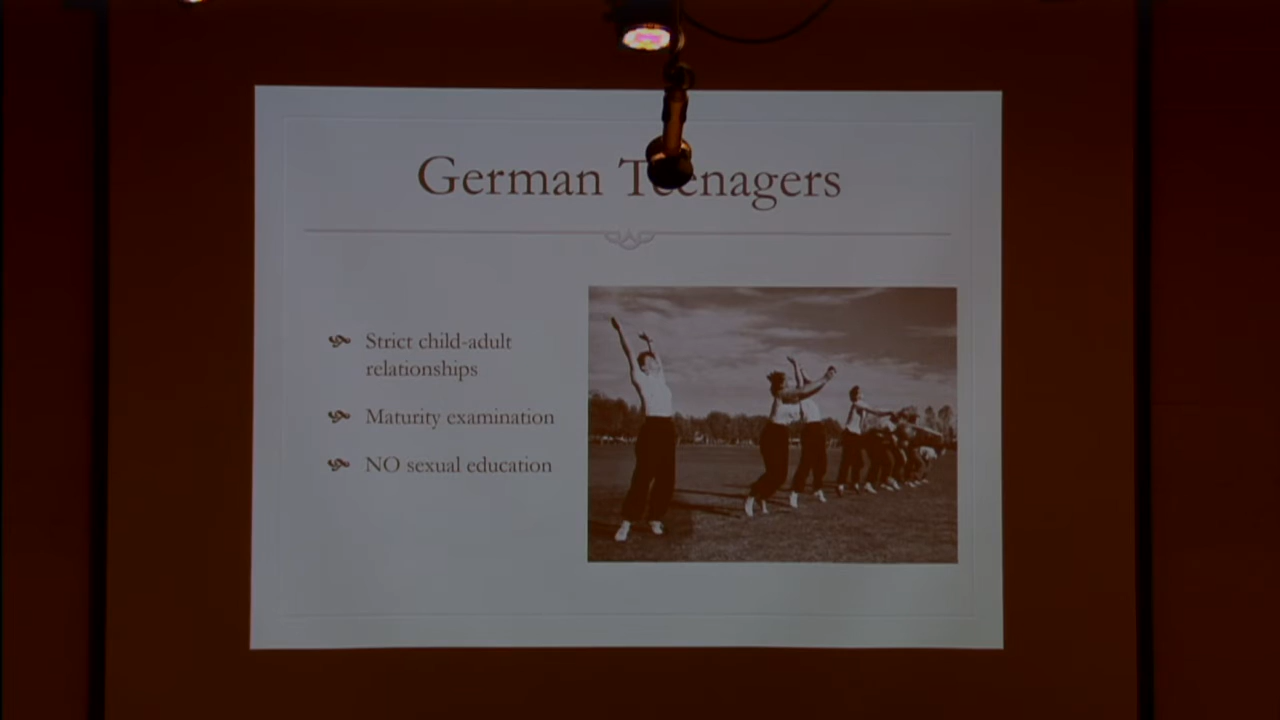 German Teenagers
Strict child-adult
relationships
Maturity examination
NO sexual education